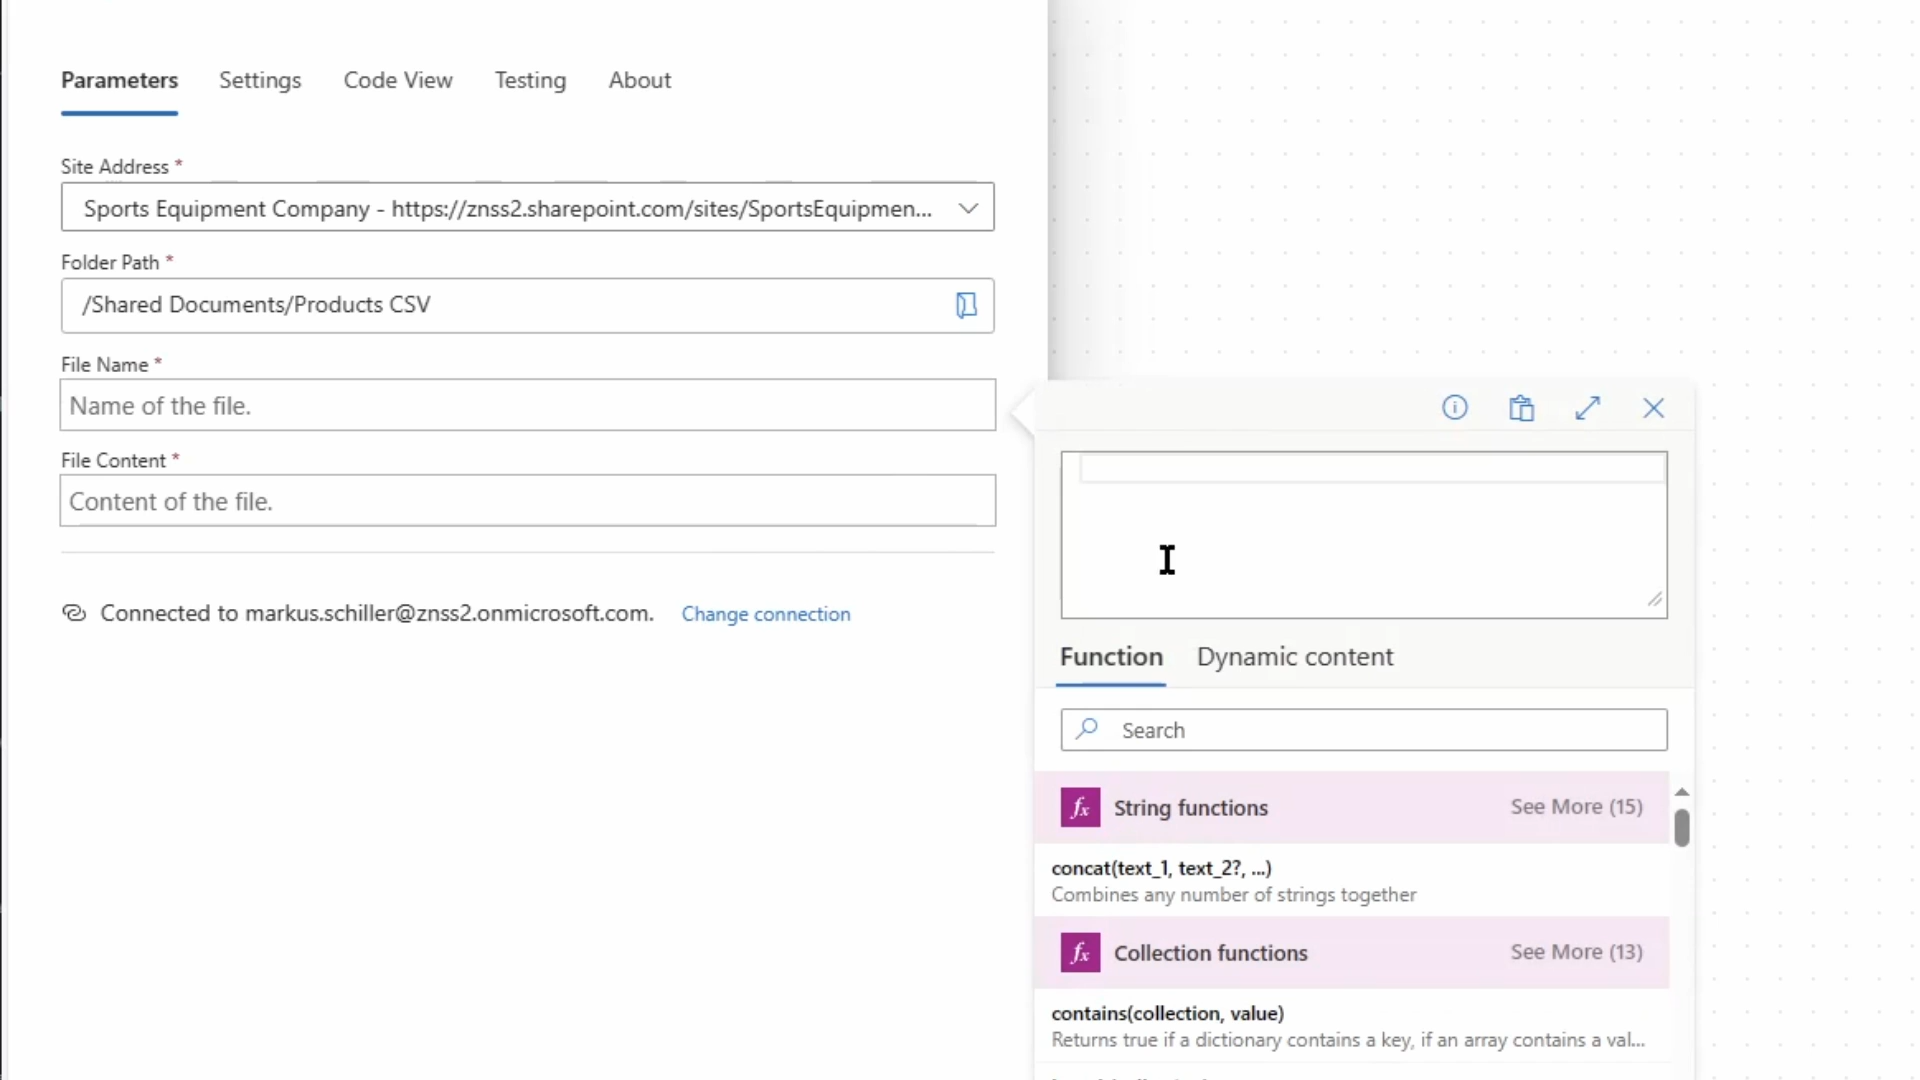 Parameters Settings Code View Testing About
Site Address *
Sports Equipment Company - https://znss2.sharepoint.com/sites/SportsEquipmen...
Folder Path *
/Shared Documents/Products CSV
File Name *
Name of the file.
File Content *
Content of the file.
Connected to markus.schiller@znss2.onmicrosoft.com. Change connection
Function Dynamic content
Search
fx String functions See More (15)
concat(text_1, text_2?, ...)
Combines any number of strings together
fx Collection functions See More (13)
contains(collection, value)
Returns true if a dictionary contains a key, if an array contains a val...